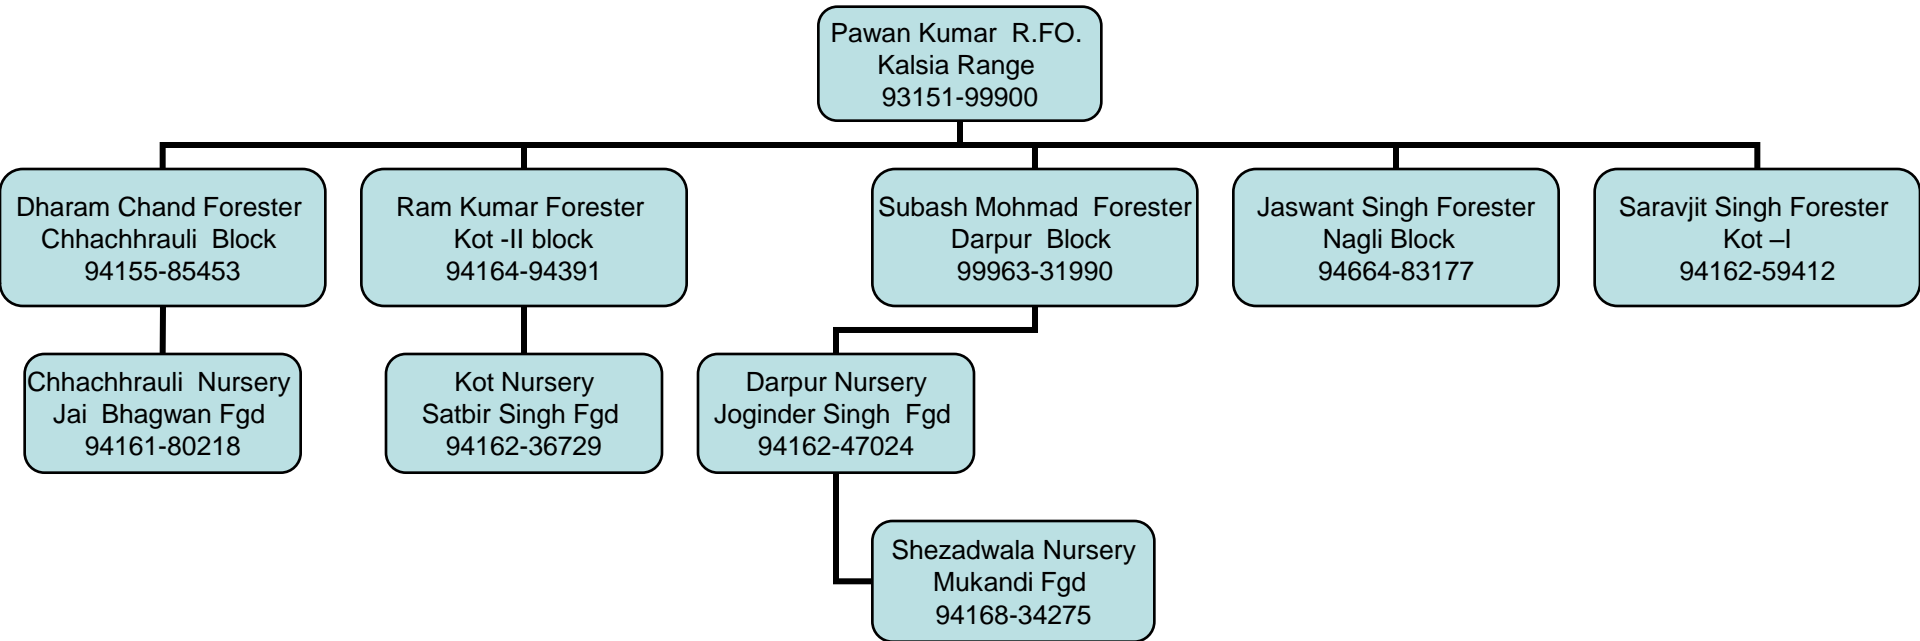 Pawan Kumar R.FO.
Kalsia Range
93151-99900
Dharam Chand Forester
Chhachhrauli Block
94155-85453
Ram Kumar Forester
Kot -II block
94164-94391
Subash Mohmad Forester
Darpur Block
99963-31990
Jaswant Singh Forester
Nagli Block
94664-83177
Saravjit Singh Forester
Kot –I
94162-59412
Chhachhrauli Nursery
Jai Bhagwan Fgd
94161-80218
Kot Nursery
Satbir Singh Fgd
94162-36729
Darpur Nursery
Joginder Singh Fgd
94162-47024
Shezadwala Nursery
Mukandi Fgd
94168-34275